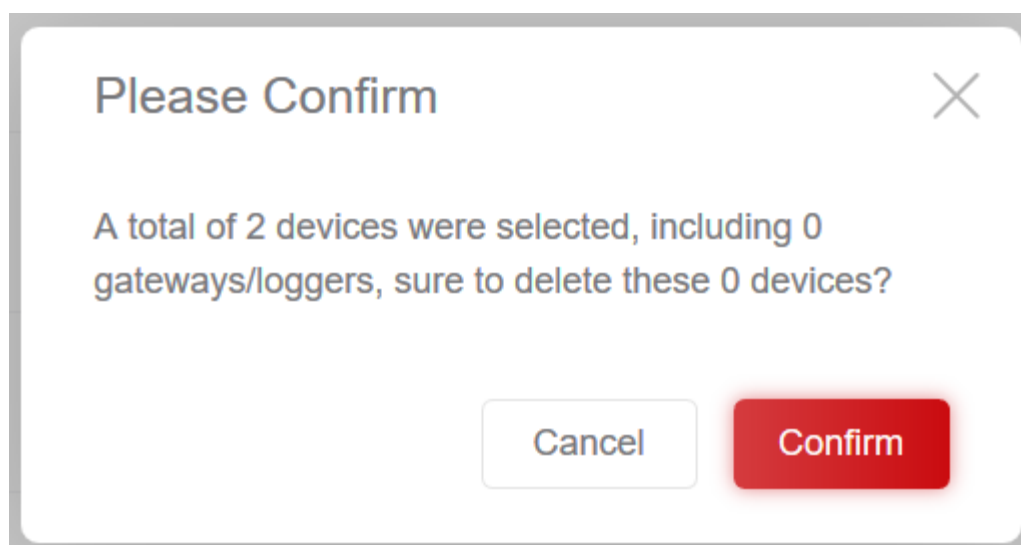 Please Confirm
A total of 2 devices were selected, including 0
gateways/loggers, sure to delete these 0 devices?
Cancel
Confirm